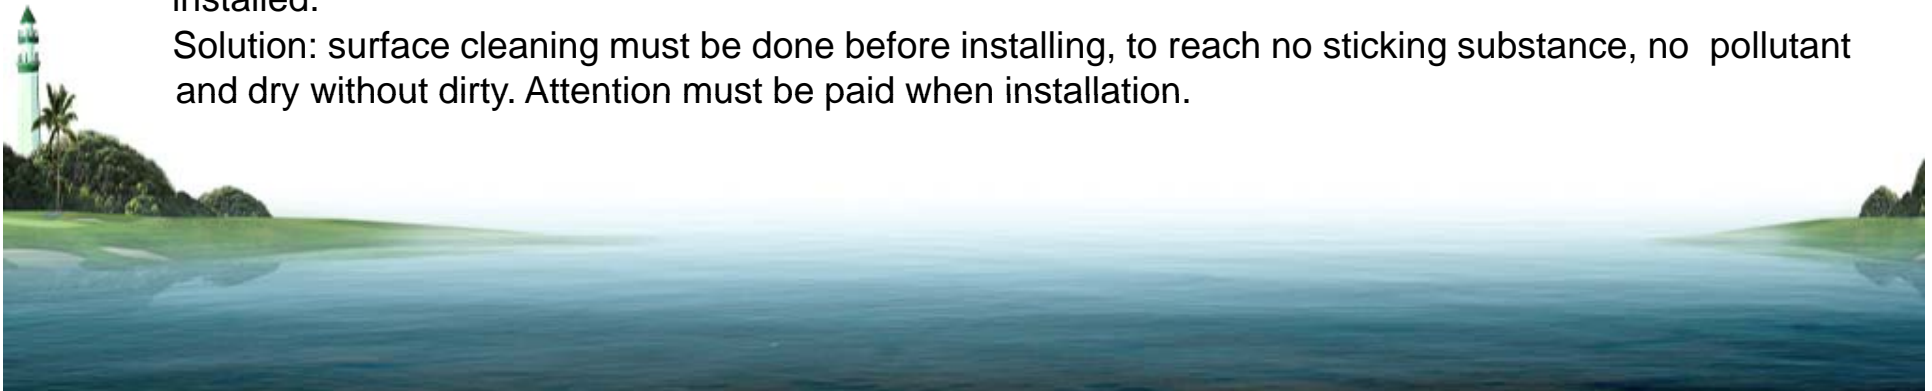 installed.
Solution: surface cleaning must be done before installing, to reach no sticking substance, no pollutant
and dry without dirty. Attention must be paid when installation.